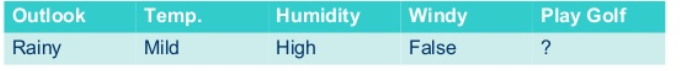 Outlook Temp. Humidity Windy Play Golf
Rainy Mild High False ?